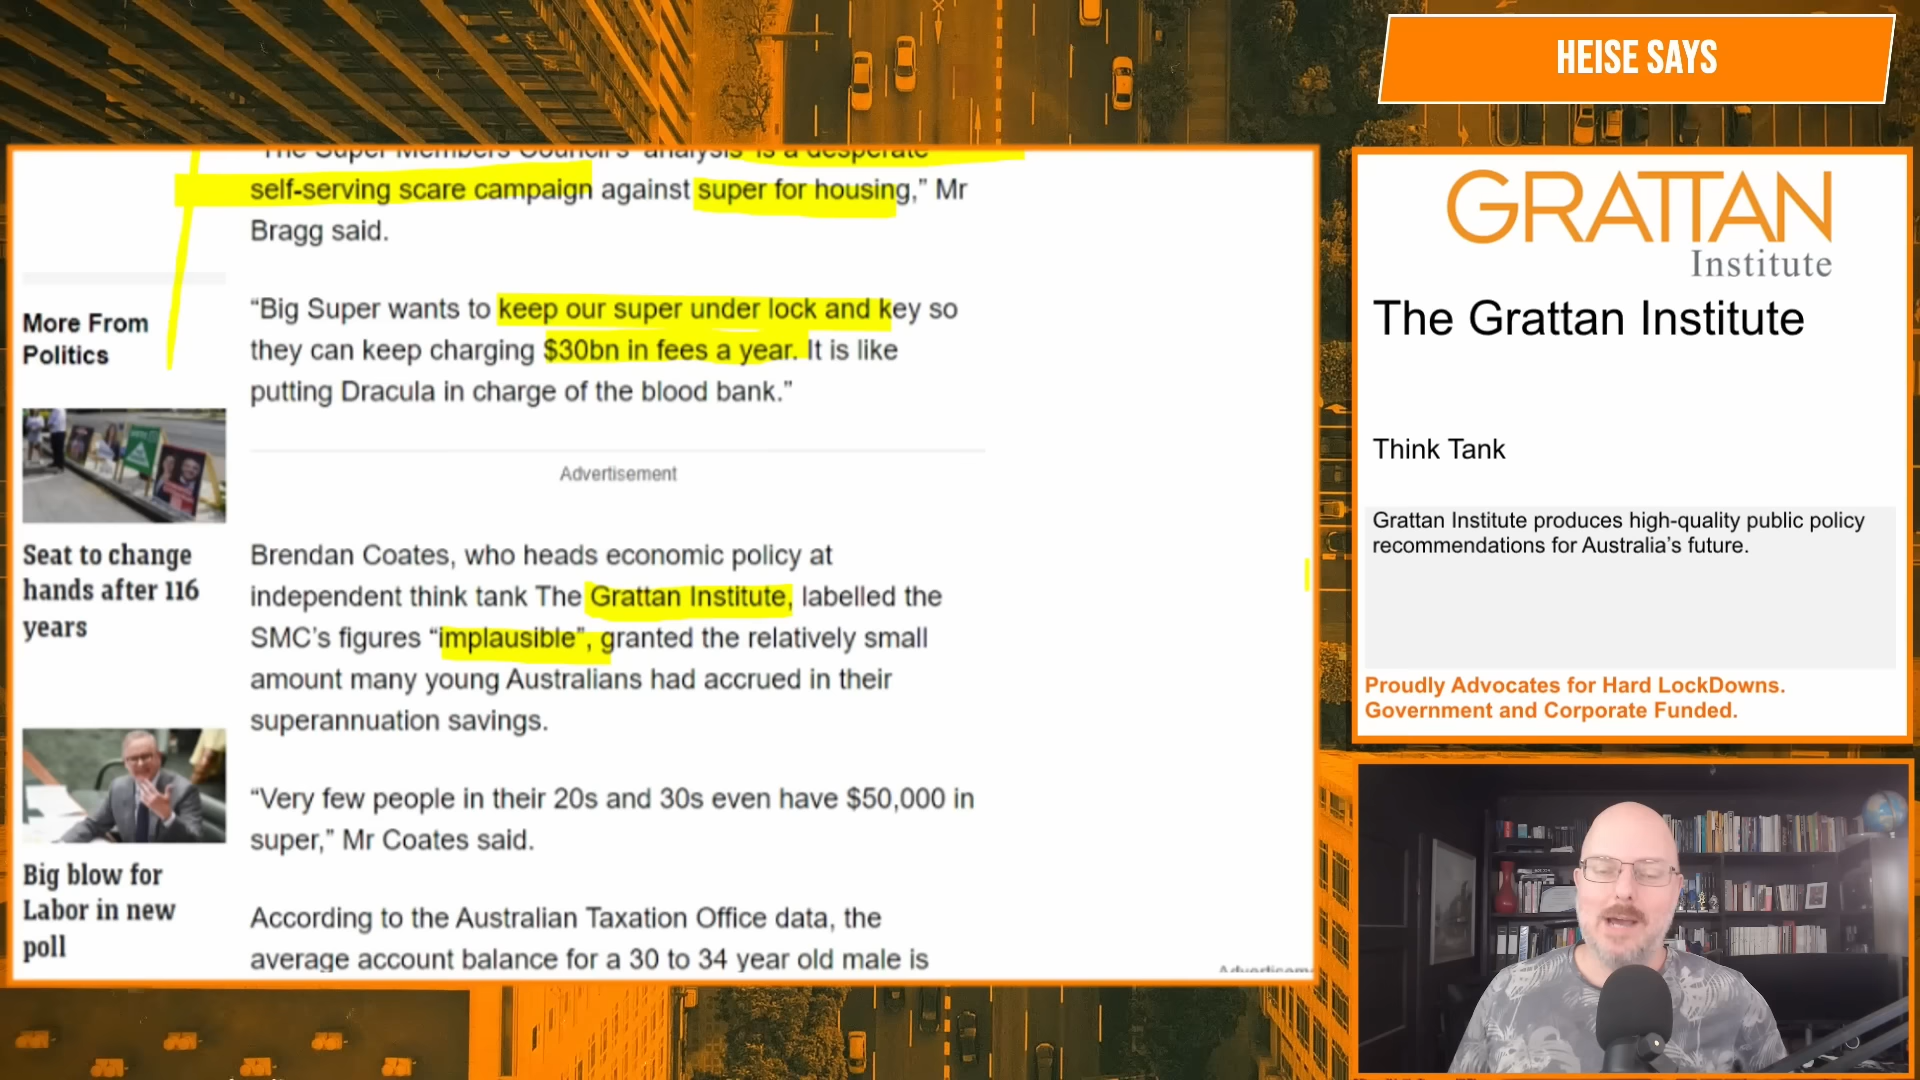 HEISE SAYS
"The Super Members Council's 'analysis' is a desperate
self-serving scare campaign against super for housing," Mr
Bragg said.
"Big Super wants to keep our super under lock and key so
they can keep charging $30bn in fees a year. It is like
putting Dracula in charge of the blood bank."
Advertisement
Brendan Coates, who heads economic policy at
independent think tank The Grattan Institute, labelled the
SMC's figures "implausible", granted the relatively small
amount many young Australians had accrued in their
superannuation savings.
"Very few people in their 20s and 30s even have $50,000 in
super," Mr Coates said.
According to the Australian Taxation Office data, the
average account balance for a 30 to 34 year old male is
More From
Politics
Seat to change
hands after 116
years
Big blow for
Labor in new
poll
GRATTAN
Institute
The Grattan Institute
Think Tank
Grattan Institute produces high-quality public policy
recommendations for Australia's future.
Proudly Advocates for Hard LockDowns.
Government and Corporate Funded.